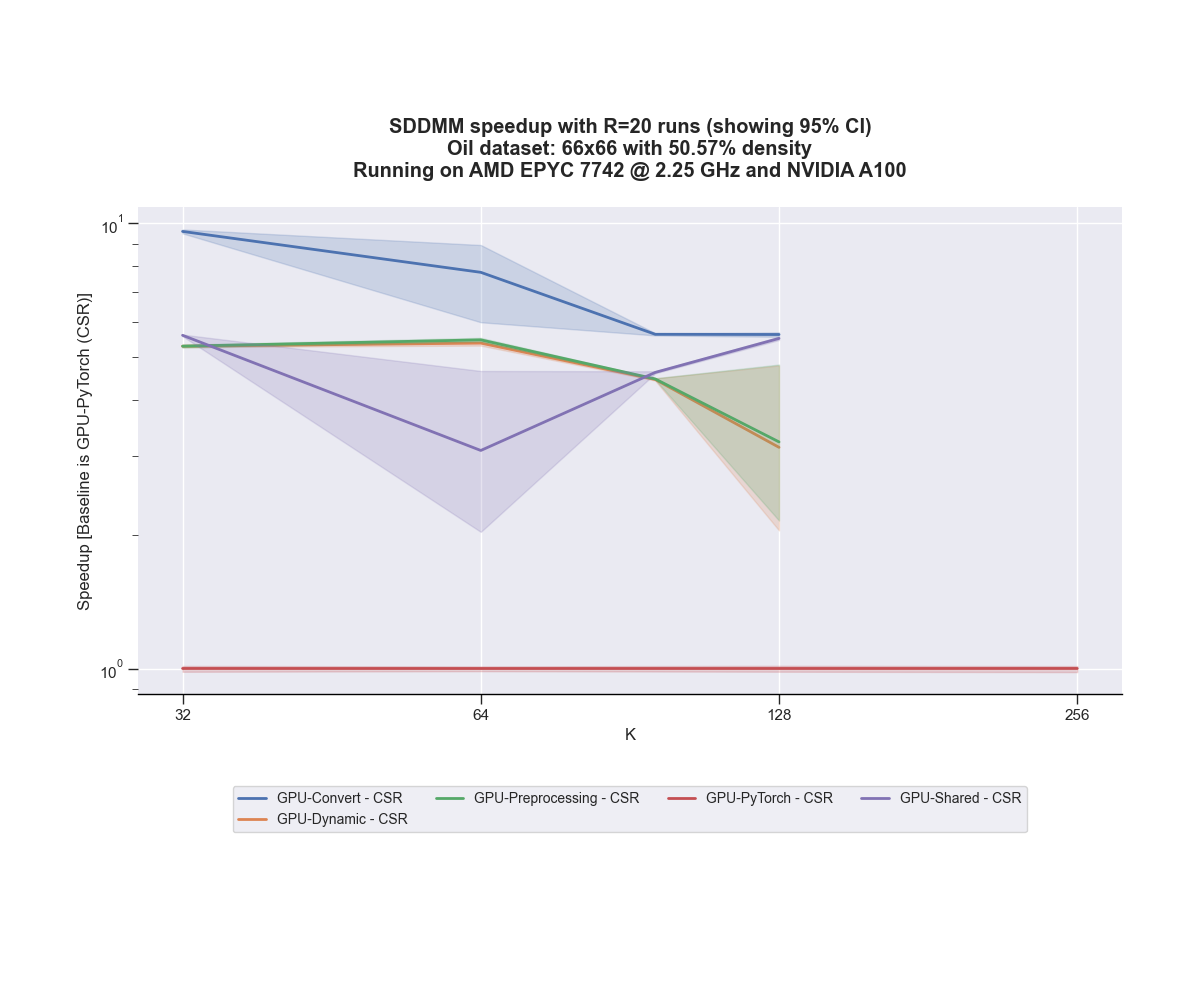 SDDMM speedup with R=20 runs (showing 95% CI)
Oil dataset: 66x66 with 50.57% density
Running on AMD EPYC 7742 @ 2.25 GHz and NVIDIA A100
Speedup [Baseline is GPU-PyTorch (CSR)]
10^1
10^0
32 64 128 256
K
GPU-Convert - CSR GPU-Preprocessing - CSR GPU-PyTorch - CSR GPU-Shared - CSR
GPU-Dynamic - CSR